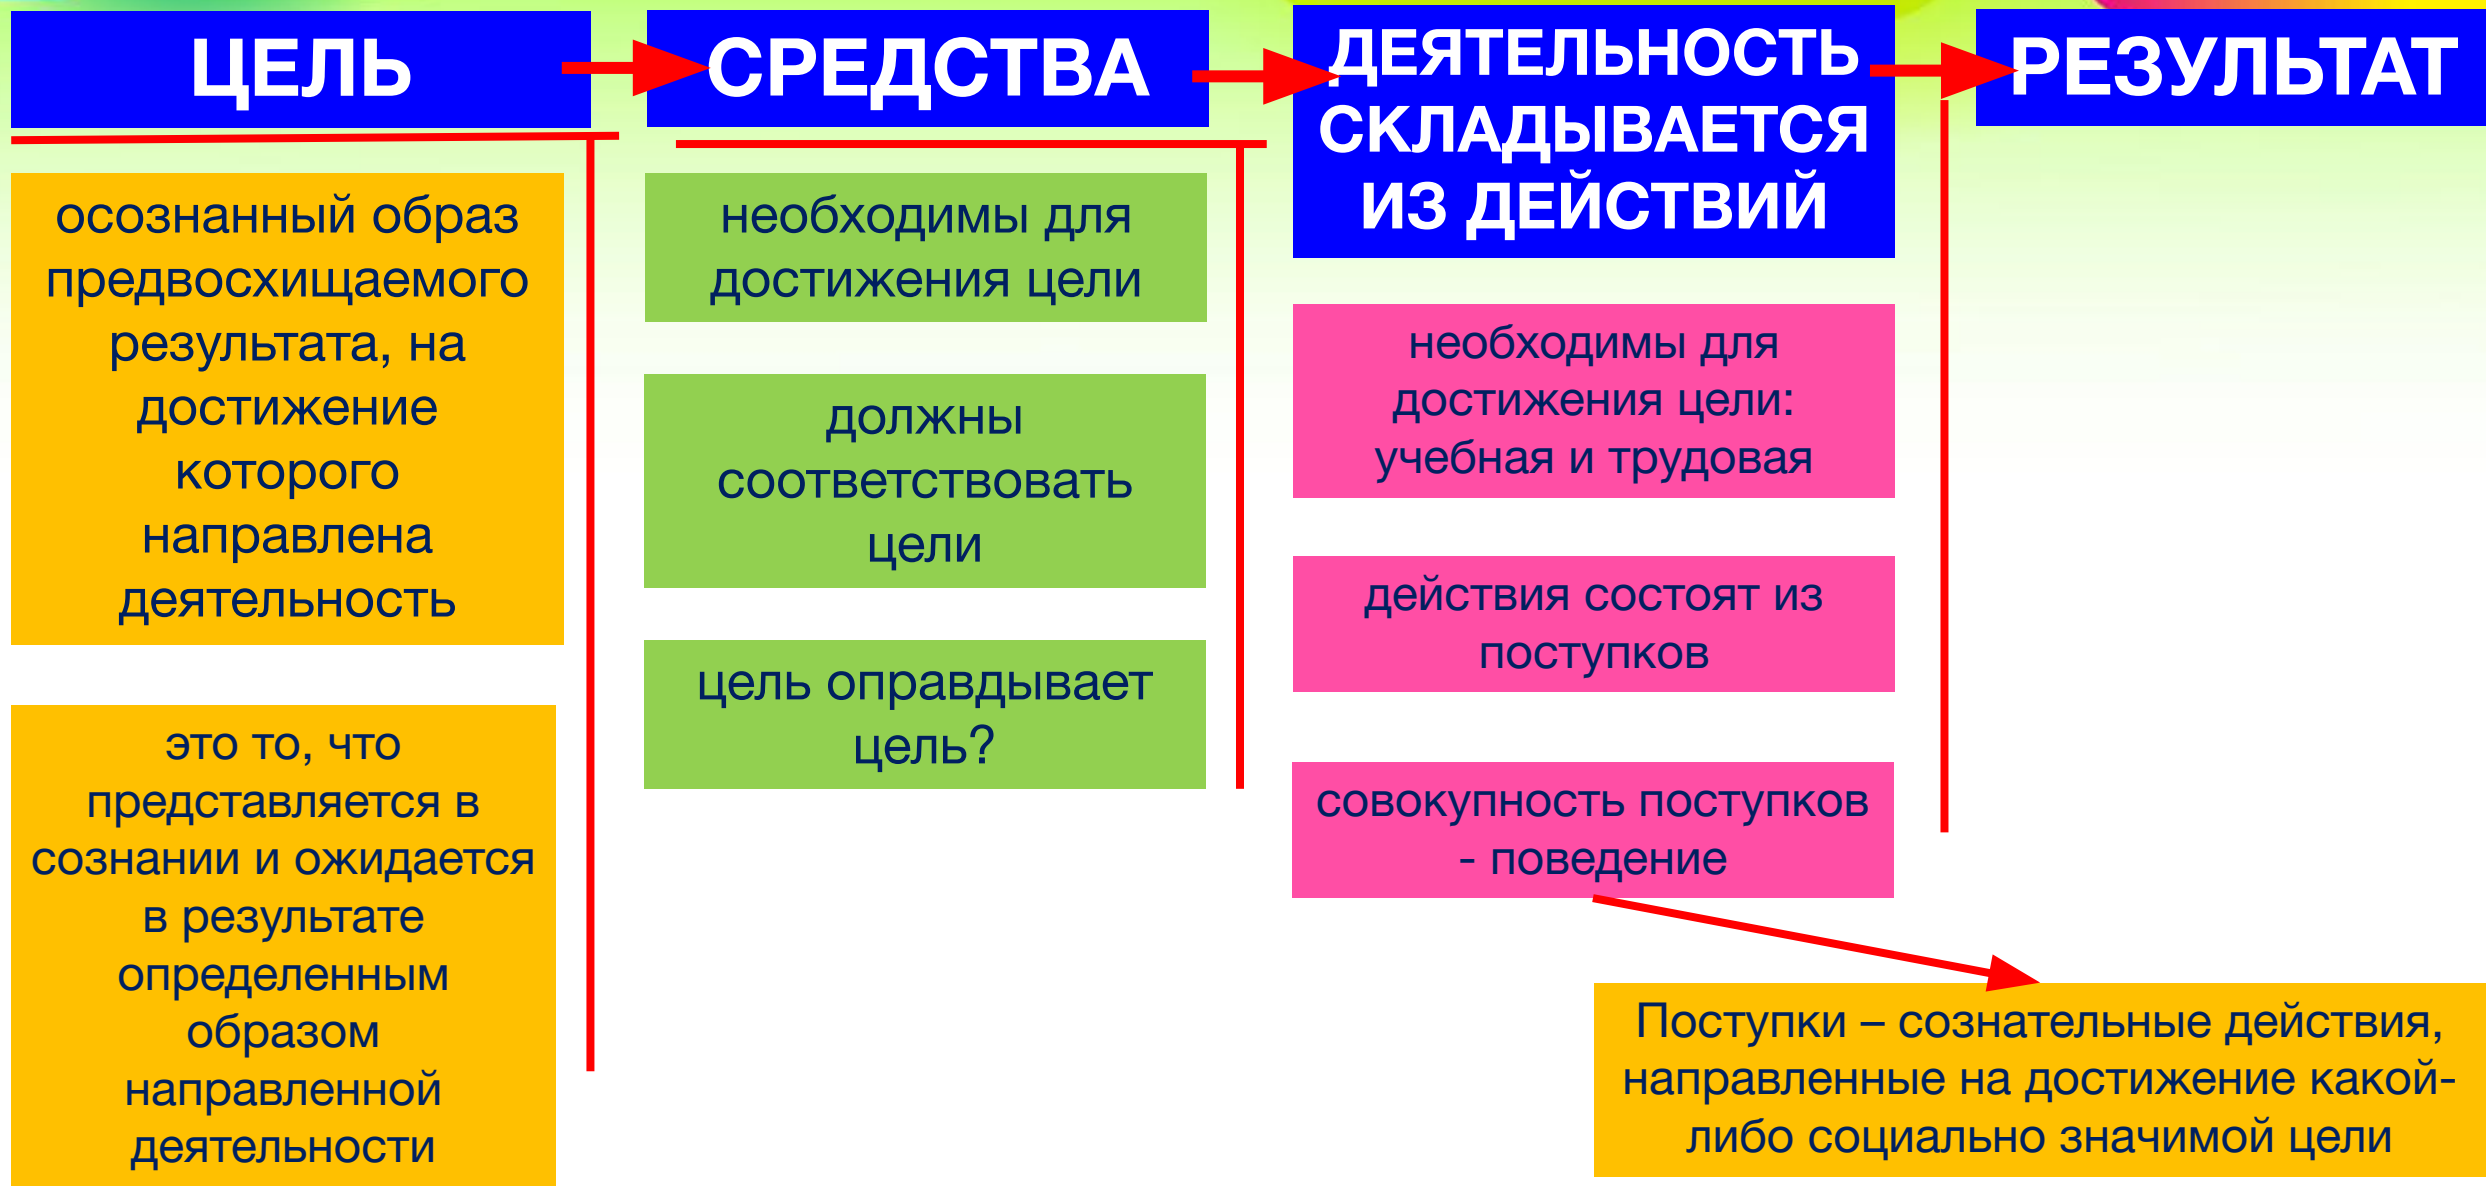 ЦЕЛЬ
осознанный образ
предвосхищаемого
результата, на
достижение
которого
направлена
деятельность
это то, что
представляется в
сознании и ожидается
в результате
определенным
образом
направленной
деятельности
СРЕДСТВА
необходимы для
достижения цели
должны
соответствовать
цели
цель оправдывает
цель?
ДЕЯТЕЛЬНОСТЬ
СКЛАДЫВАЕТСЯ
ИЗ ДЕЙСТВИЙ
необходимы для
достижения цели:
учебная и трудовая
действия состоят из
поступков
совокупность поступков
- поведение
РЕЗУЛЬТАТ
Поступки – сознательные действия,
направленные на достижение какой-
либо социально значимой цели